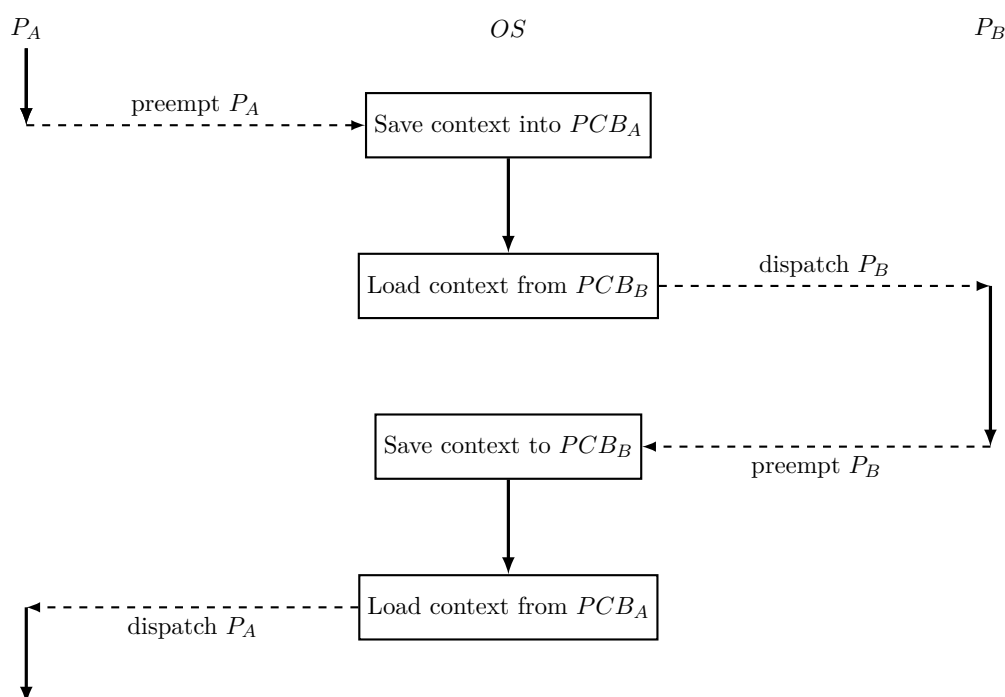 P_A
OS
P_B
preempt P_A
Save context into PCB_A
Load context from PCB_B
dispatch P_B
Save context to PCB_B
preempt P_B
Load context from PCB_A
dispatch P_A